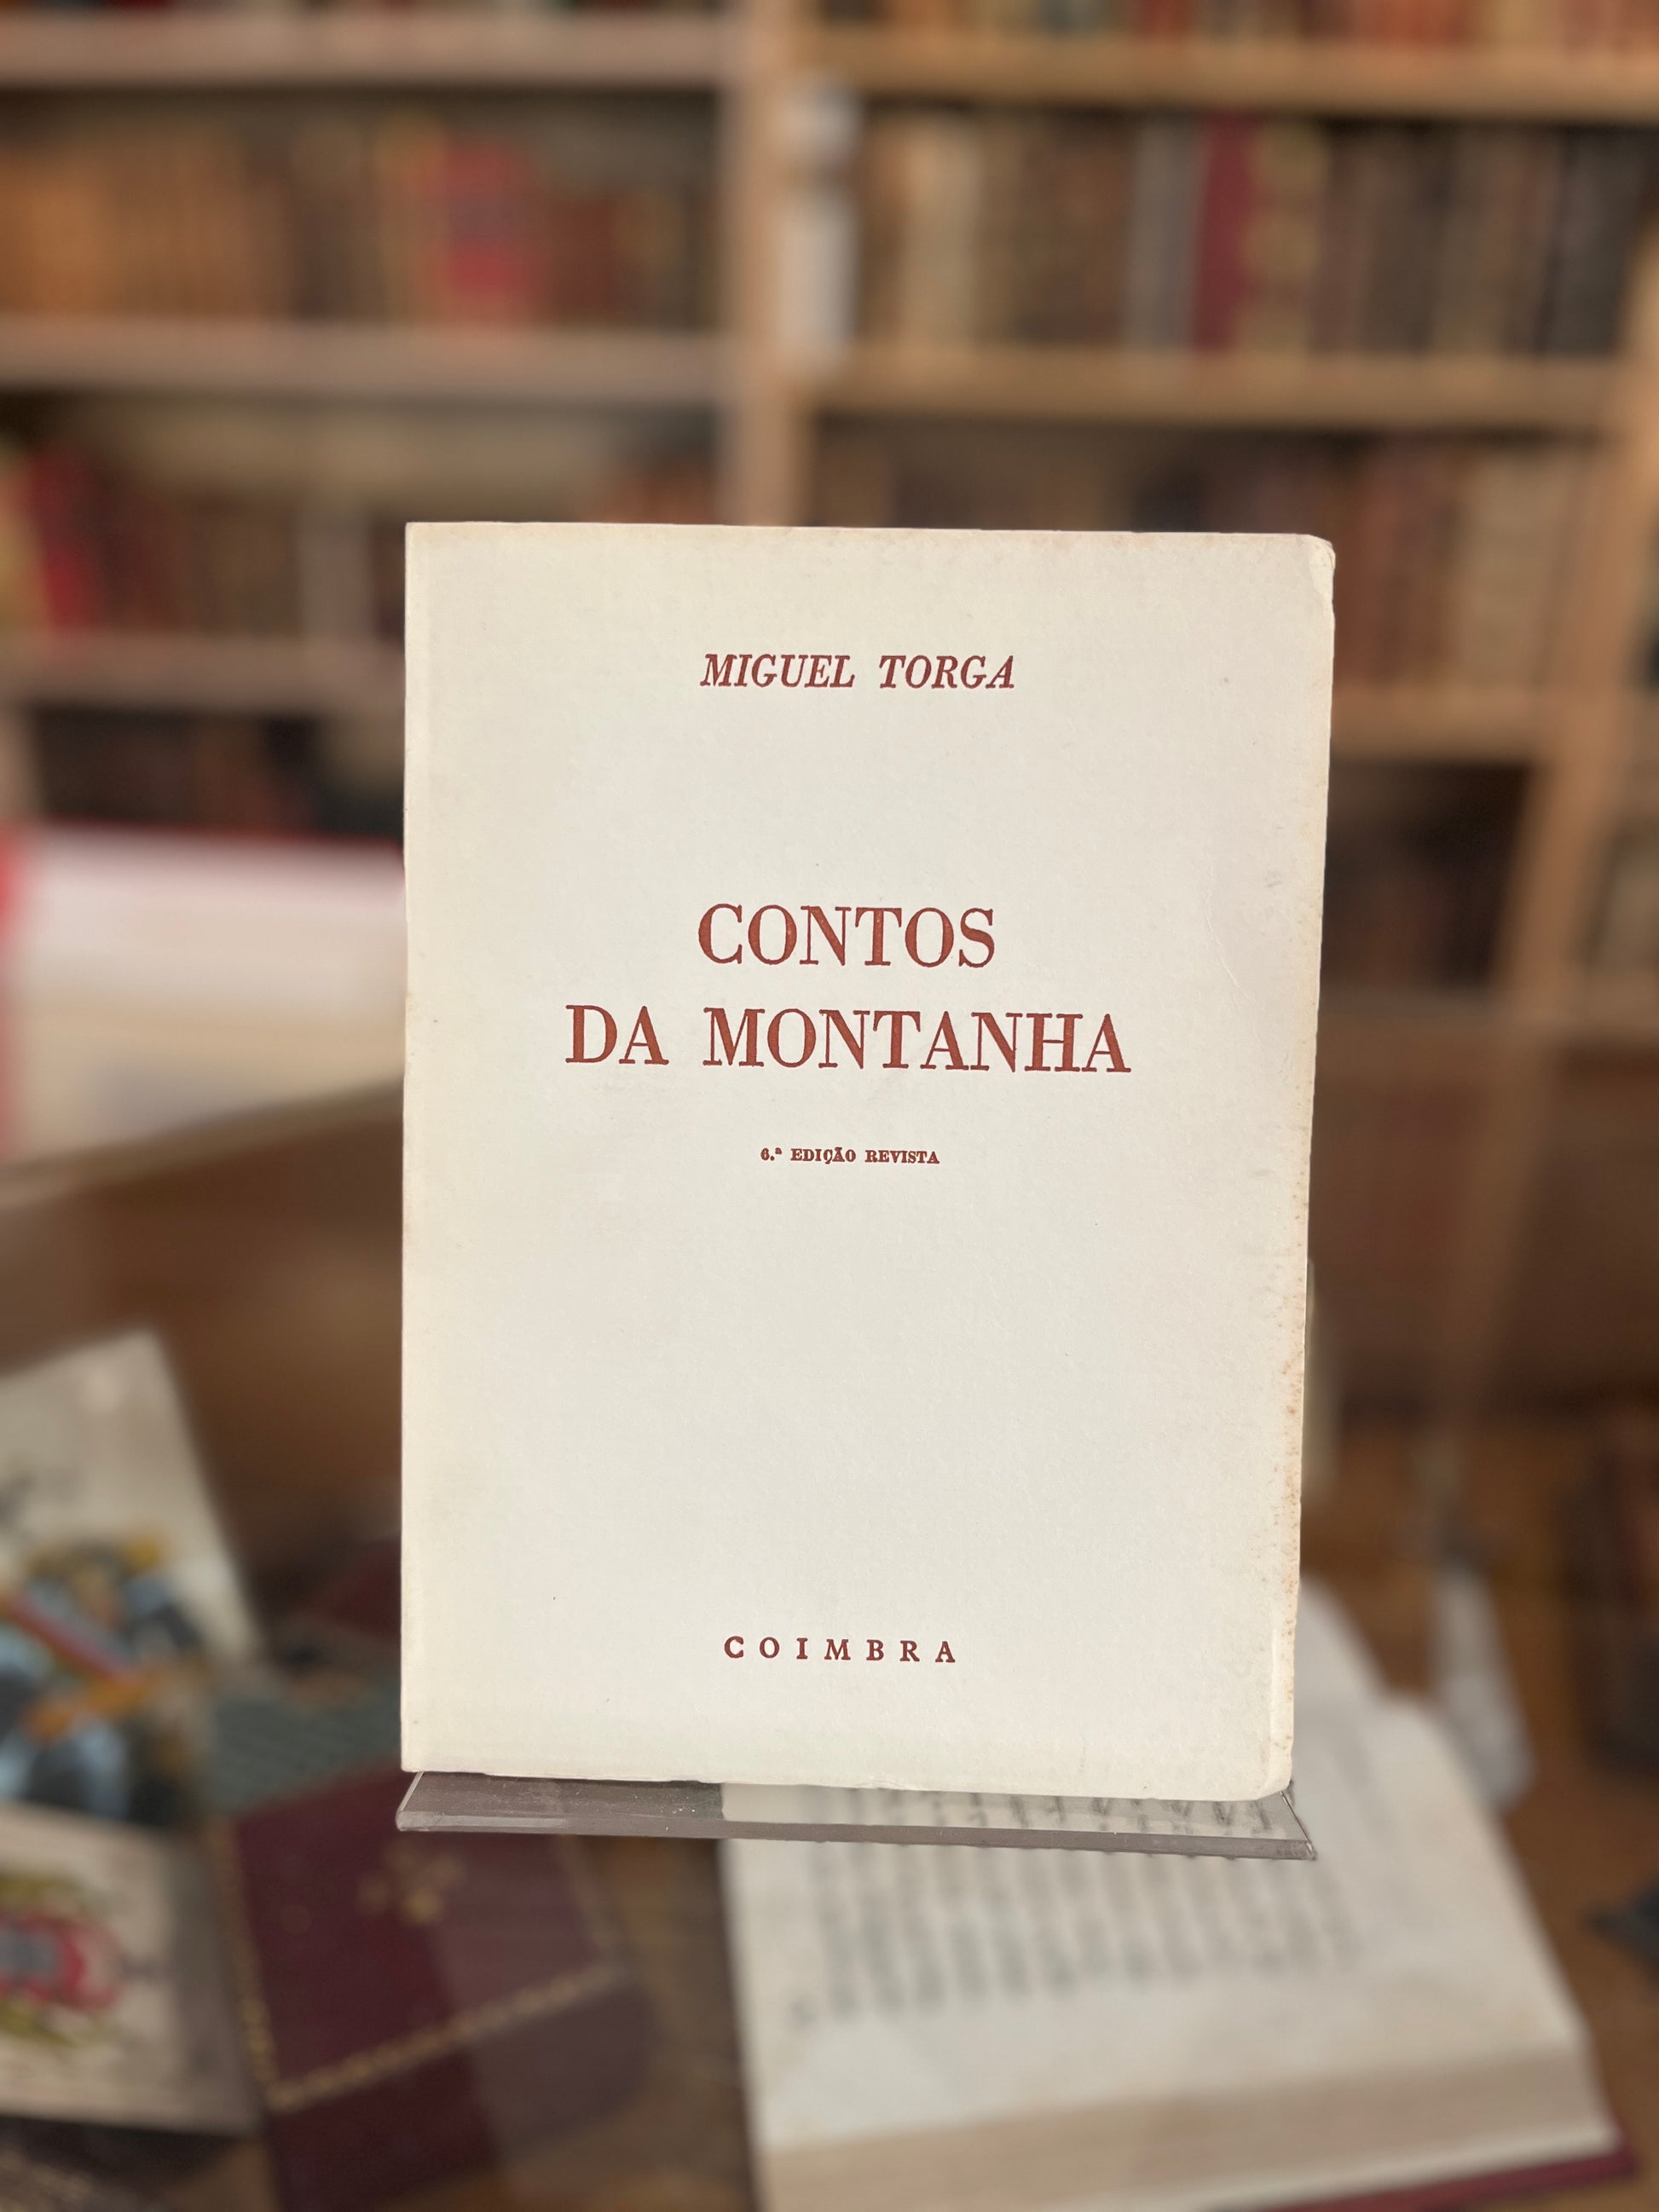 MIGUEL TORGA
CONTOS
DA MONTANHA
6.ª EDIÇÃO REVISTA
COIMBRA